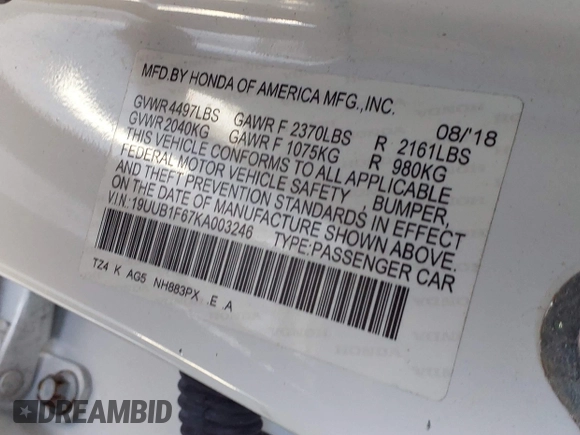 MFD.BY HONDA OF AMERICA MFG.,INC. 08/'18
GVWR 4497LBS GAWR F 2370LBS R 2161LBS
GVWR 2040KG GAWR F 1075KG R 980KG
THIS VEHICLE CONFORMS TO ALL APPLICABLE
FEDERAL MOTOR VEHICLE SAFETY, BUMPER,
AND THEFT PREVENTION STANDARDS IN EFFECT
ON THE DATE OF MANUFACTURE SHOWN ABOVE.
V.I.N:19UUB1F67KA003246 TYPE:PASSENGER CAR
TZ4 K AG5 NH883PX .E A
DREAMBID